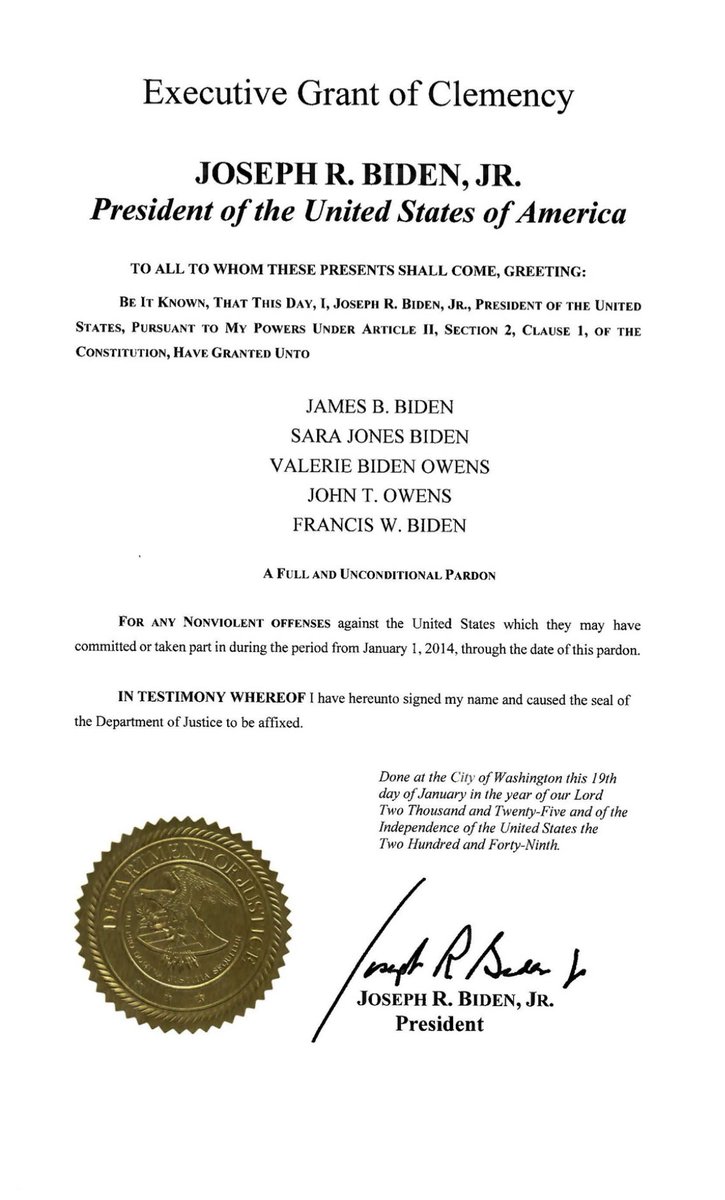 Executive Grant of Clemency
JOSEPH R. BIDEN, JR.
President of the United States of America
TO ALL TO WHOM THESE PRESENTS SHALL COME, GREETING:
BE IT KNOWN, THAT THIS DAY, I, JOSEPH R. BIDEN, JR., PRESIDENT OF THE UNITED
STATES, PURSUANT TO MY POWERS UNDER ARTICLE II, SECTION 2, CLAUSE 1, OF THE
CONSTITUTION, HAVE GRANTED UNTO
JAMES B. BIDEN
SARA JONES BIDEN
VALERIE BIDEN OWENS
JOHN T. OWENS
FRANCIS W. BIDEN
A FULL AND UNCONDITIONAL PARDON
FOR ANY NONVIOLENT OFFENSES against the United States which they may have
committed or taken part in during the period from January 1, 2014, through the date of this pardon.
IN TESTIMONY WHEREOF I have hereunto signed my name and caused the seal of
the Department of Justice to be affixed.
Done at the City of Washington this 19th
day of January in the year of our Lord
Two Thousand and Twenty-Five and of the
Independence of the United States the
Two Hundred and Forty-Ninth.
DEPARTMENT OF JUSTICE
Joseph R Biden Jr
JOSEPH R. BIDEN, JR.
President